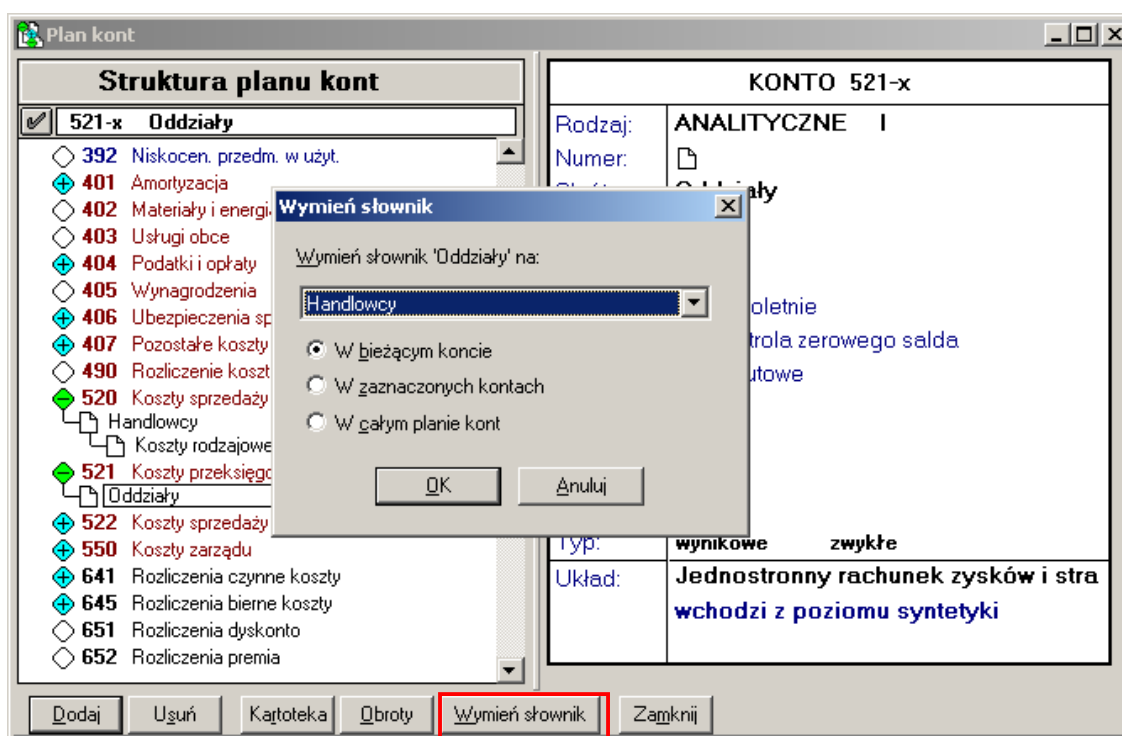 Plan kont
Struktura planu kont
521-x Oddziały
392 Niskocen. przedm. w użyt.
401 Amortyzacja
402 Materiały i energi
403 Usługi obce
404 Podatki i opłaty
405 Wynagrodzenia
406 Ubezpieczenia sp
407 Pozostałe koszty
490 Rozliczenie koszt
520 Koszty sprzedaży
Handlowcy
Koszty rodzajowe
521 Koszty przeksięgo
Oddziały
522 Koszty sprzedaży
550 Koszty zarządu
641 Rozliczenia czynne koszty
645 Rozliczenia bierne koszty
651 Rozliczenia dyskonto
652 Rozliczenia premia
KONTO 521-x
Rodzaj: ANALITYCZNE I
Numer:
Oddziały
oletnie
trola zerowego salda
utowe
Typ: wynikowe zwykłe
Układ: Jednostronny rachunek zysków i stra
wchodzi z poziomu syntetyki
Wymień słownik
Wymień słownik 'Oddziały' na:
Handlowcy
W bieżącym koncie
W zaznaczonych kontach
W całym planie kont
OK Anuluj
Dodaj Usuń Kartoteka Obroty Wymień słownik Zamknij